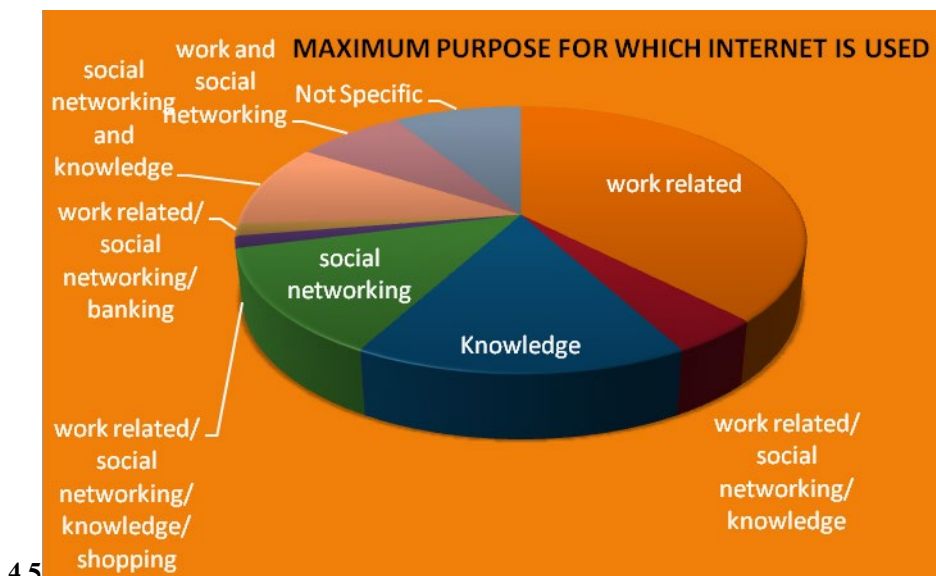 MAXIMUM PURPOSE FOR WHICH INTERNET IS USED
work and
social
networking
Not Specific
social
networking
and
knowledge
work related
work related/
social
networking/
banking
social
networking
Knowledge
work related/
social
networking/
knowledge/
shopping
work related/
social
networking/
knowledge
4.5